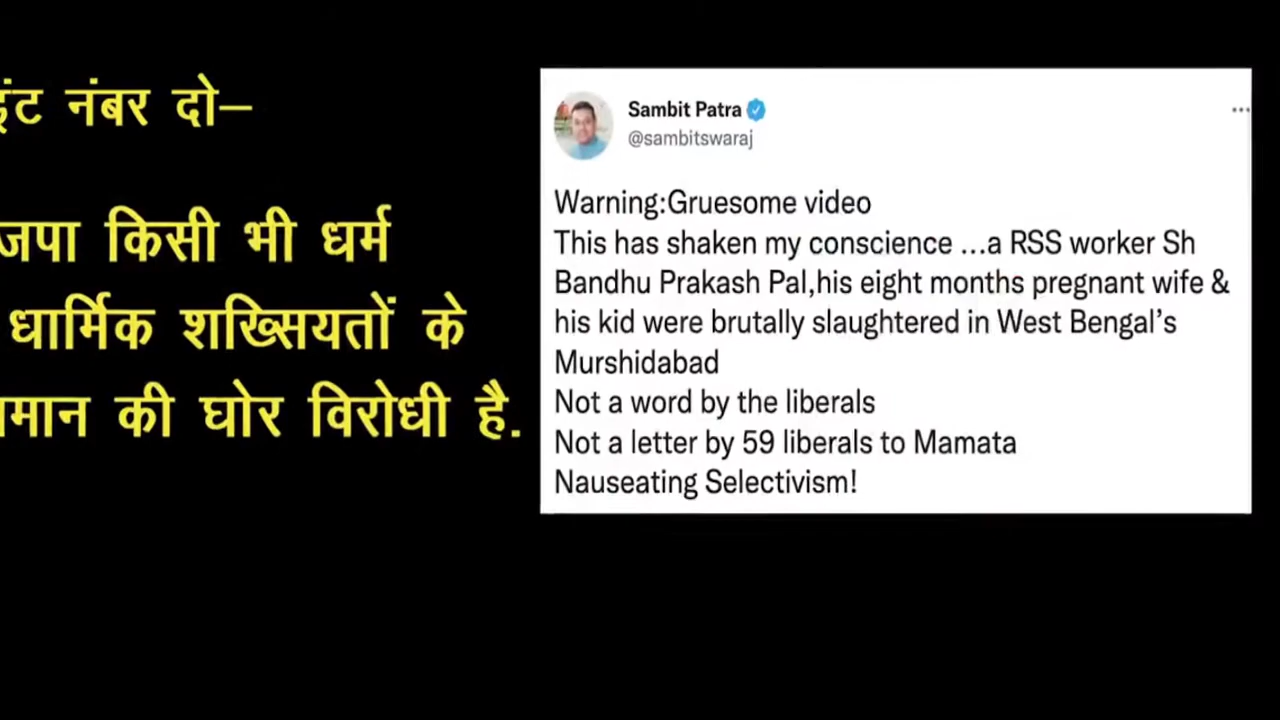 इंट नंबर दो–
जपा किसी भी धर्म
धार्मिक शख्सियतों के
मान की घोर विरोधी है.
Sambit Patra
@sambitswaraj
Warning:Gruesome video
This has shaken my conscience ...a RSS worker Sh
Bandhu Prakash Pal,his eight months pregnant wife &
his kid were brutally slaughtered in West Bengal's
Murshidabad
Not a word by the liberals
Not a letter by 59 liberals to Mamata
Nauseating Selectivism!